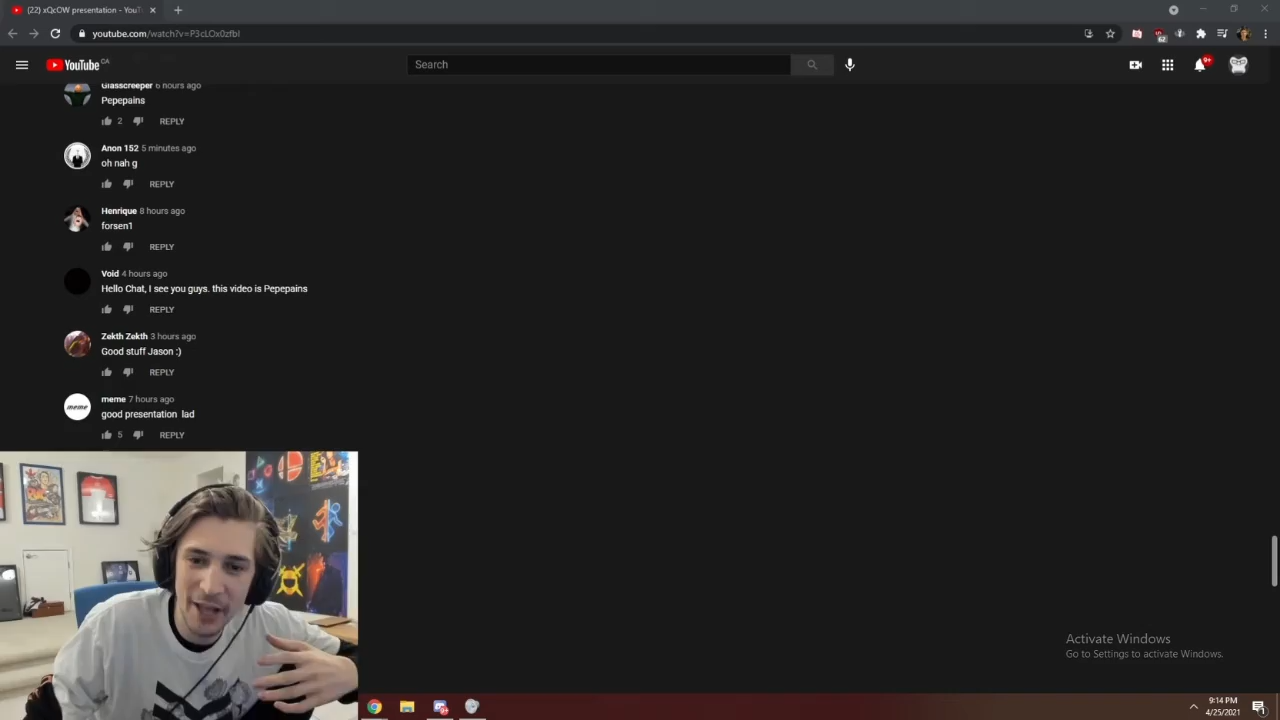 (22) xQcOW presentation - YouT
youtube.com/watch?v=P3cLOx0zfbI
62
YouTube CA
Search
9+
Glasscreeper 6 hours ago
Pepepains
2 REPLY
Anon 152 5 minutes ago
oh nah g
REPLY
Henrique 8 hours ago
forsen1
REPLY
Void 4 hours ago
Hello Chat, I see you guys. this video is Pepepains
REPLY
Zekth Zekth 3 hours ago
Good stuff Jason :)
REPLY
meme
meme 7 hours ago
good presentation lad
5 REPLY
Activate Windows
Go to Settings to activate Windows.
9:14 PM
4/25/2021